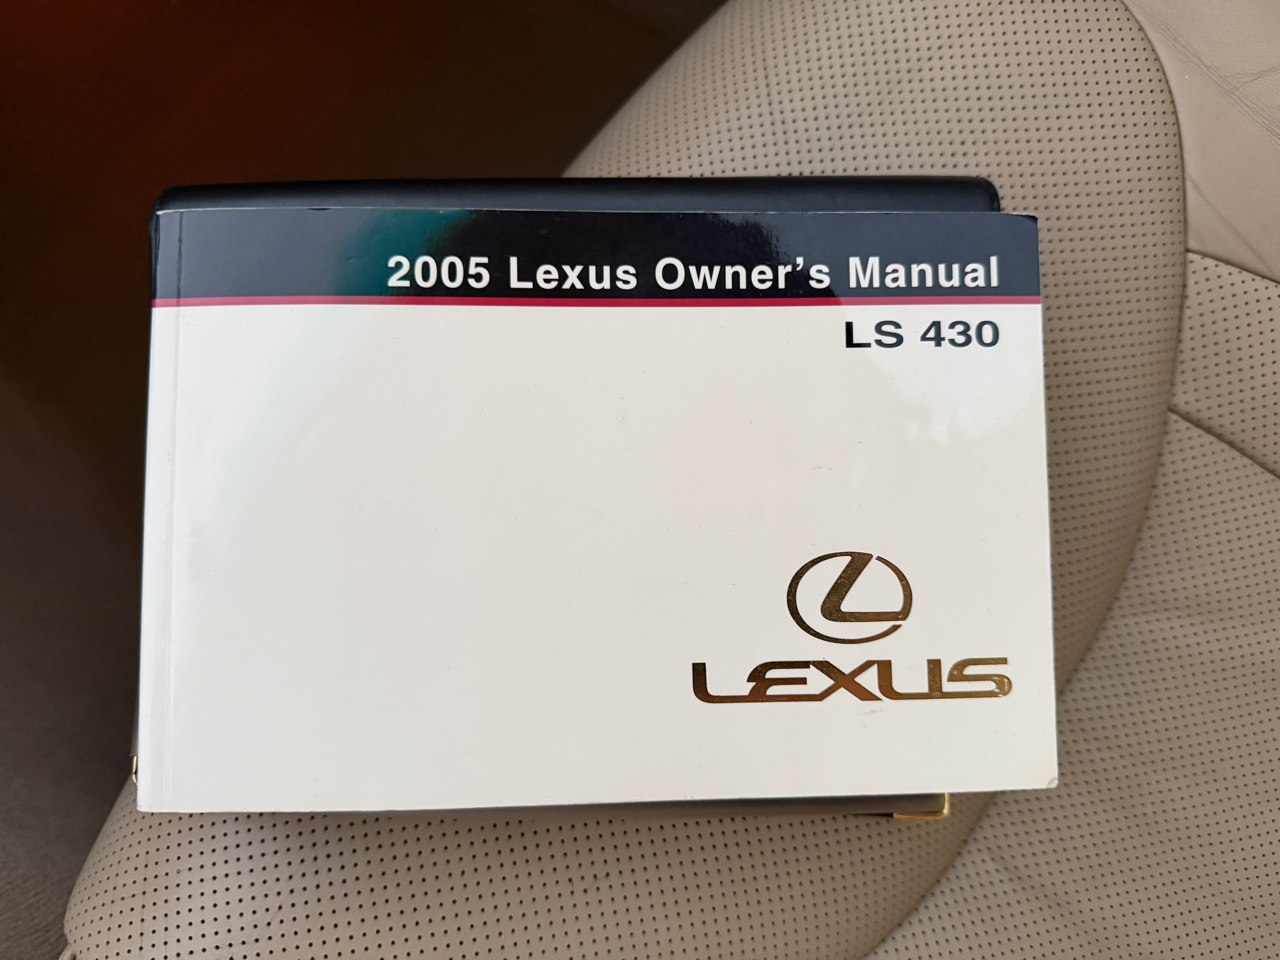 2005 Lexus Owner's Manual
LS 430
LEXUS